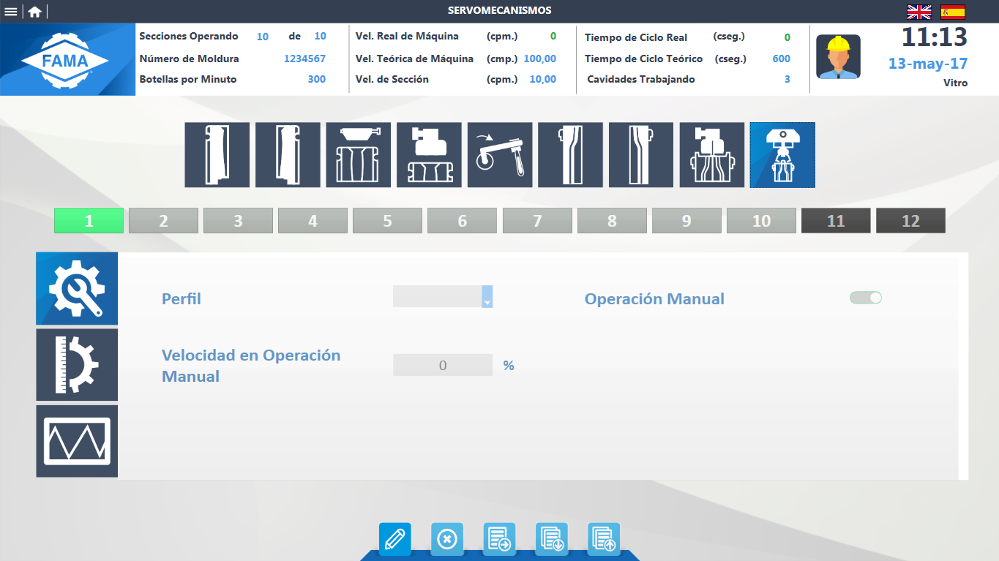 SERVOMECANISMOS
FAMA
Secciones Operando 10 de 10
Número de Moldura 1234567
Botellas por Minuto 300
Vel. Real de Máquina (cpm.) 0
Vel. Teórica de Máquina (cmp.) 100,00
Vel. de Sección (cpm.) 10,00
Tiempo de Ciclo Real (cseg.) 0
Tiempo de Ciclo Teórico (cseg.) 600
Cavidades Trabajando 3
11:13
13-may-17
Vitro
1 2 3 4 5 6 7 8 9 10 11 12
Perfil
Operación Manual
Velocidad en Operación
Manual
0 %